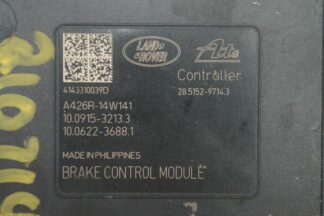 LAND
ROVER
Ate
Controller
4143310039D
28.5152-9714.3
A426R-14W141
10.0915-3213.3
10.0622-3688.1
MADE IN PHILIPPINES
BRAKE CONTROL MODULE